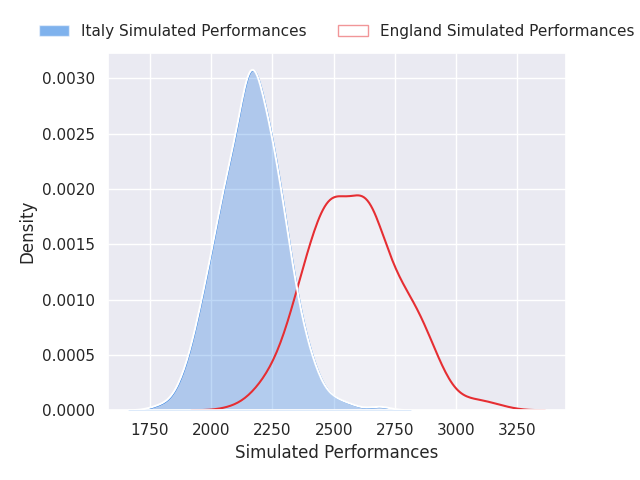 Italy Simulated Performances England Simulated Performances
0.0030
0.0025
0.0020
0.0015
0.0010
0.0005
0.0000
Density
1750 2000 2250 2500 2750 3000 3250
Simulated Performances